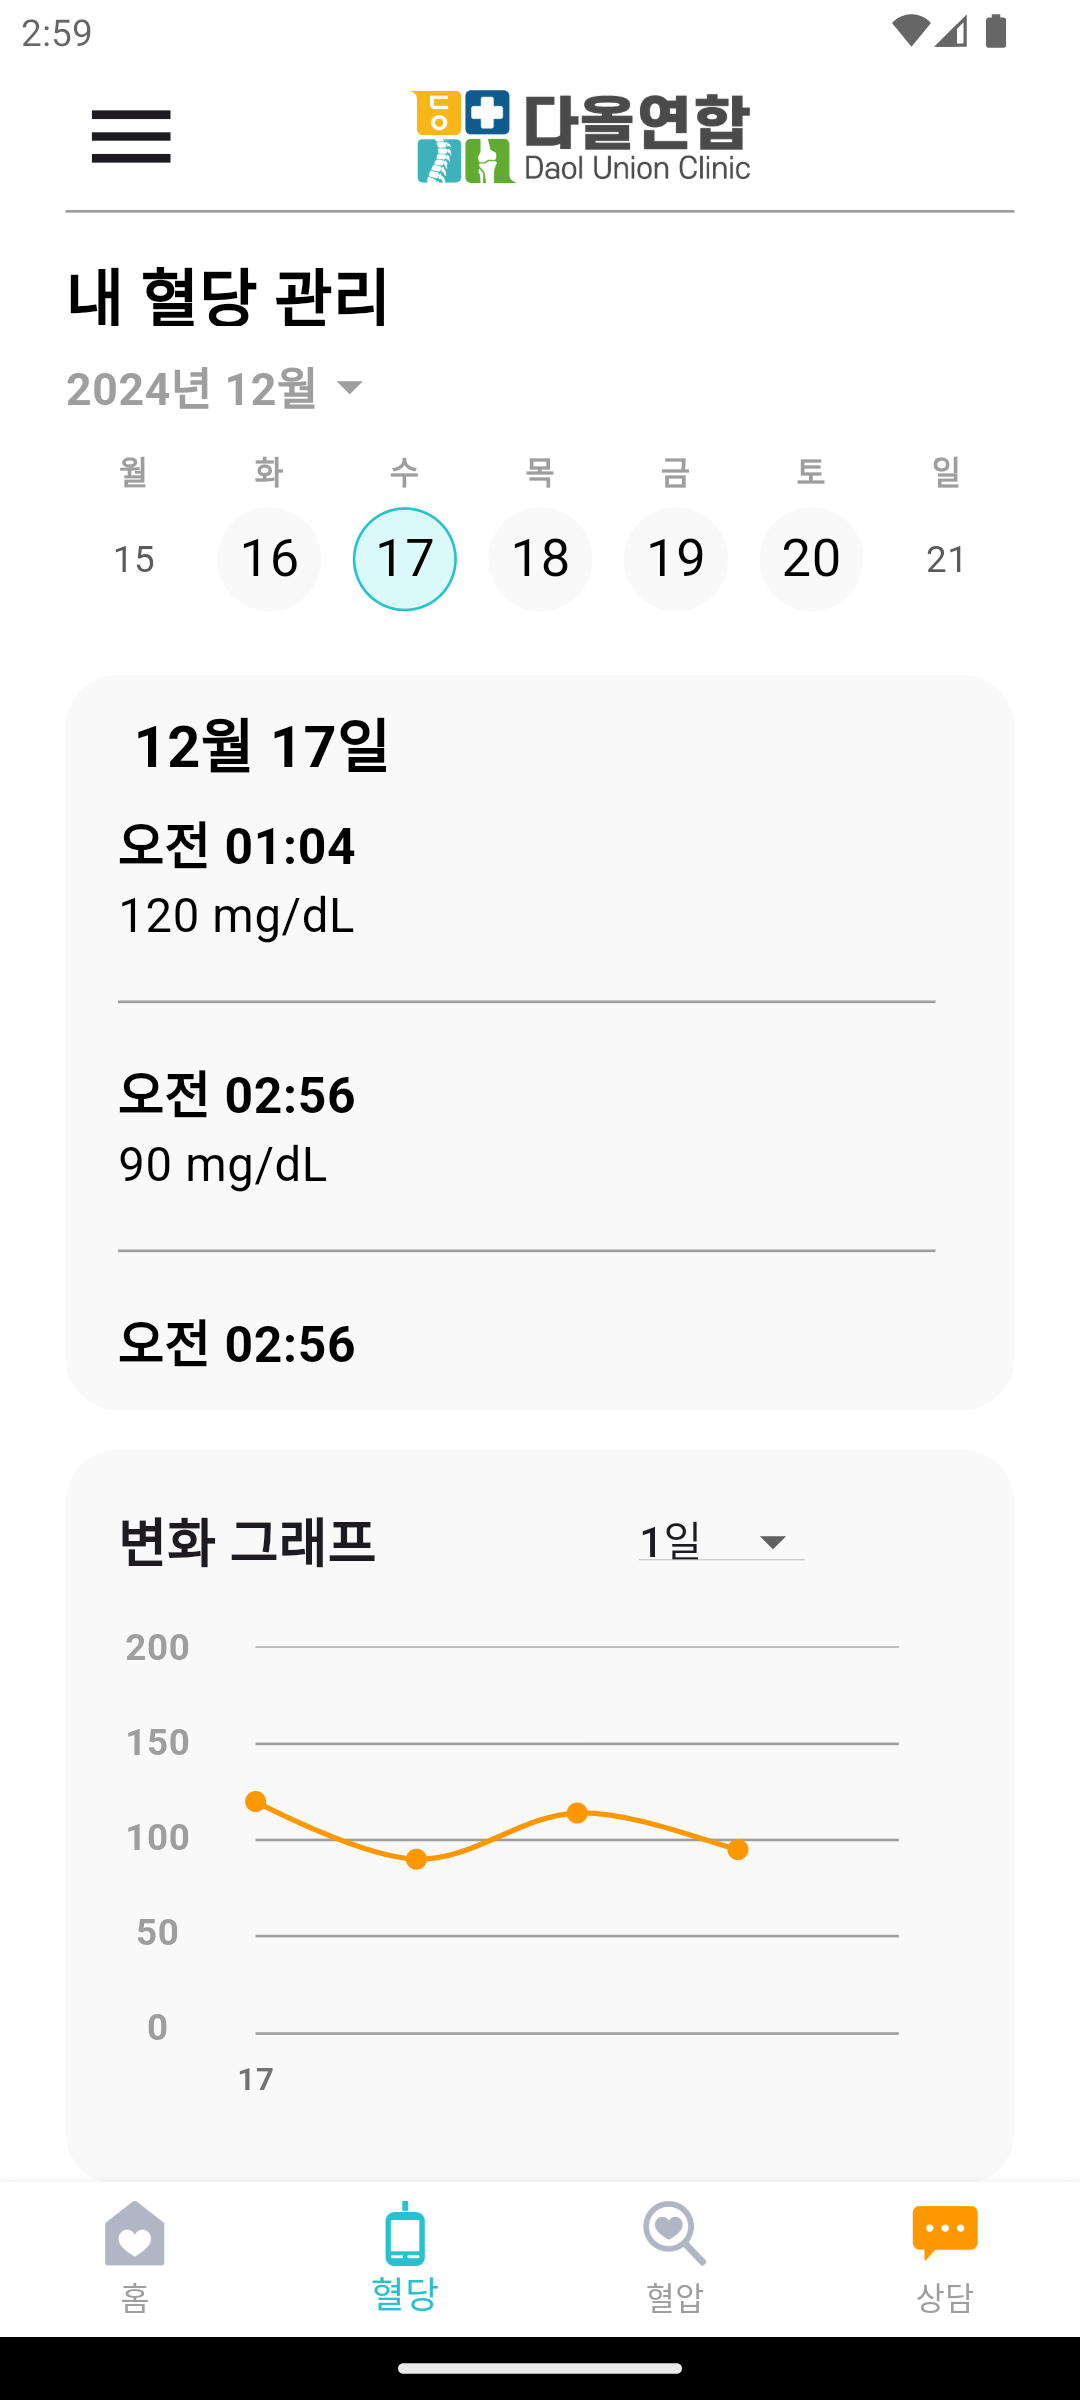 2:59
다올연합
Daol Union Clinic
내 혈당 관리
2024년 12월
월 화 수 목 금 토 일
15 16 17 18 19 20 21
12월 17일
오전 01:04
120 mg/dL
오전 02:56
90 mg/dL
오전 02:56
변화 그래프
1일
200
150
100
50
0
17
홈 혈당 혈압 상담